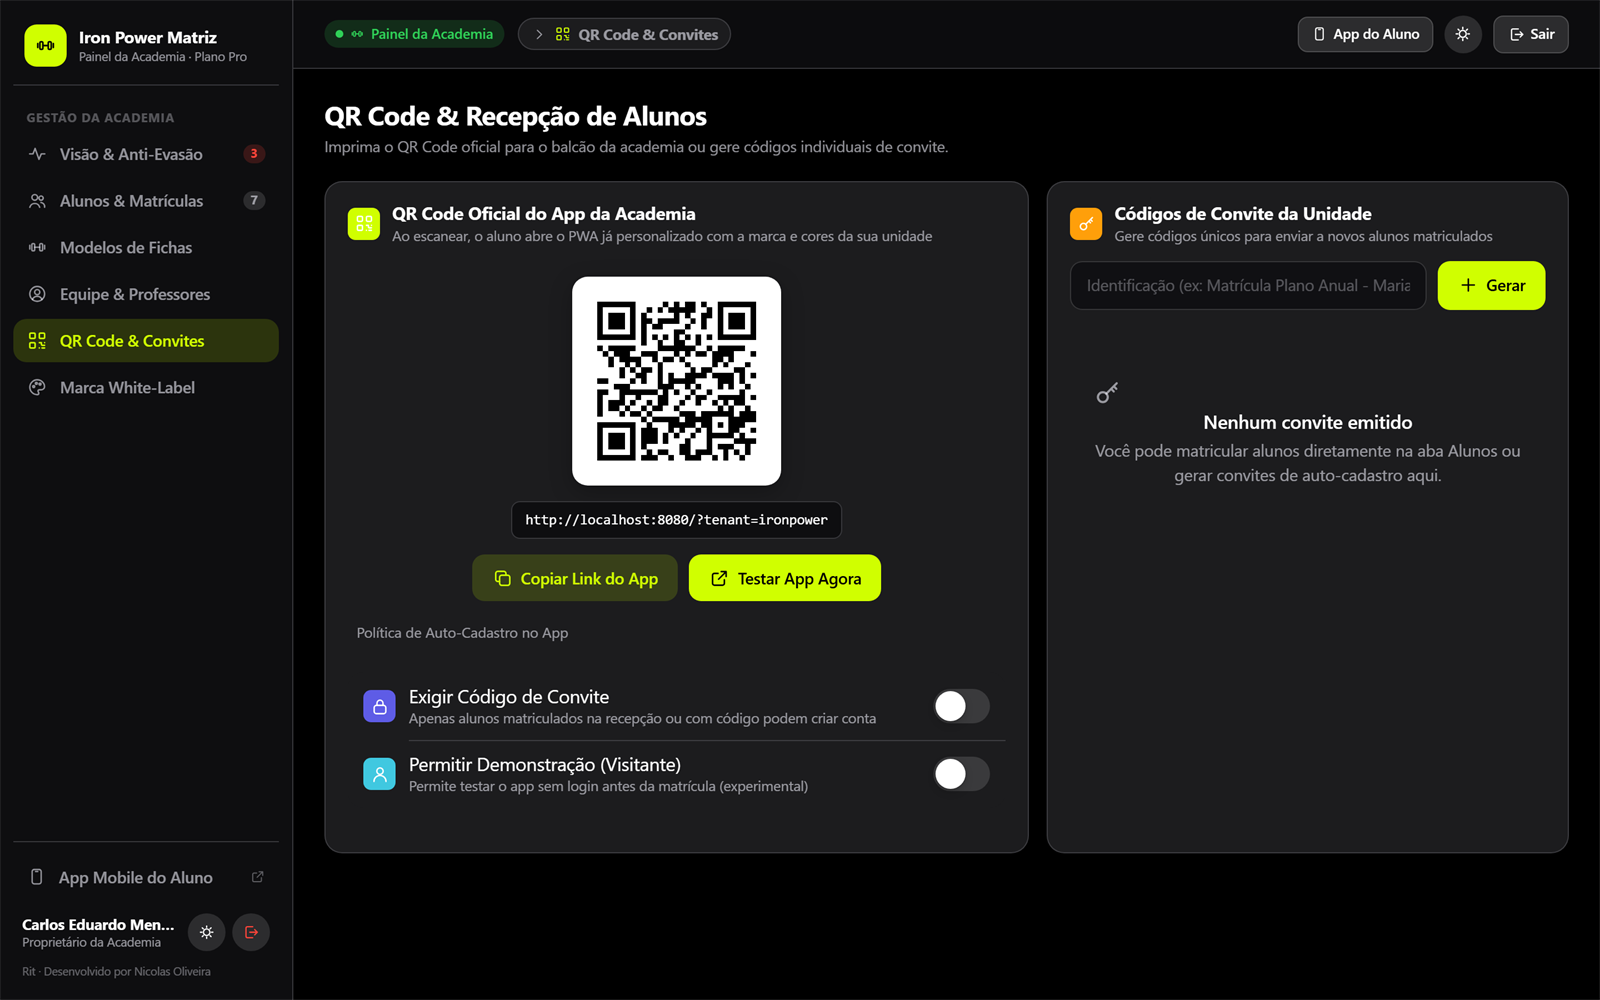 Iron Power Matriz
Painel da Academia · Plano Pro
GESTÃO DA ACADEMIA
Visão & Anti-Evasão 3
Alunos & Matrículas 7
Modelos de Fichas
Equipe & Professores
QR Code & Convites
Marca White-Label
App Mobile do Aluno
Carlos Eduardo Men...
Proprietário da Academia
Rit · Desenvolvido por Nicolas Oliveira
Painel da Academia
QR Code & Convites
App do Aluno
Sair
QR Code & Recepção de Alunos
Imprima o QR Code oficial para o balcão da academia ou gere códigos individuais de convite.
QR Code Oficial do App da Academia
Ao escanear, o aluno abre o PWA já personalizado com a marca e cores da sua unidade
http://localhost:8080/?tenant=ironpower
Copiar Link do App
Testar App Agora
Política de Auto-Cadastro no App
Exigir Código de Convite
Apenas alunos matriculados na recepção ou com código podem criar conta
Permitir Demonstração (Visitante)
Permite testar o app sem login antes da matrícula (experimental)
Códigos de Convite da Unidade
Gere códigos únicos para enviar a novos alunos matriculados
Identificação (ex: Matrícula Plano Anual - Maria
Gerar
Nenhum convite emitido
Você pode matricular alunos diretamente na aba Alunos ou
gerar convites de auto-cadastro aqui.